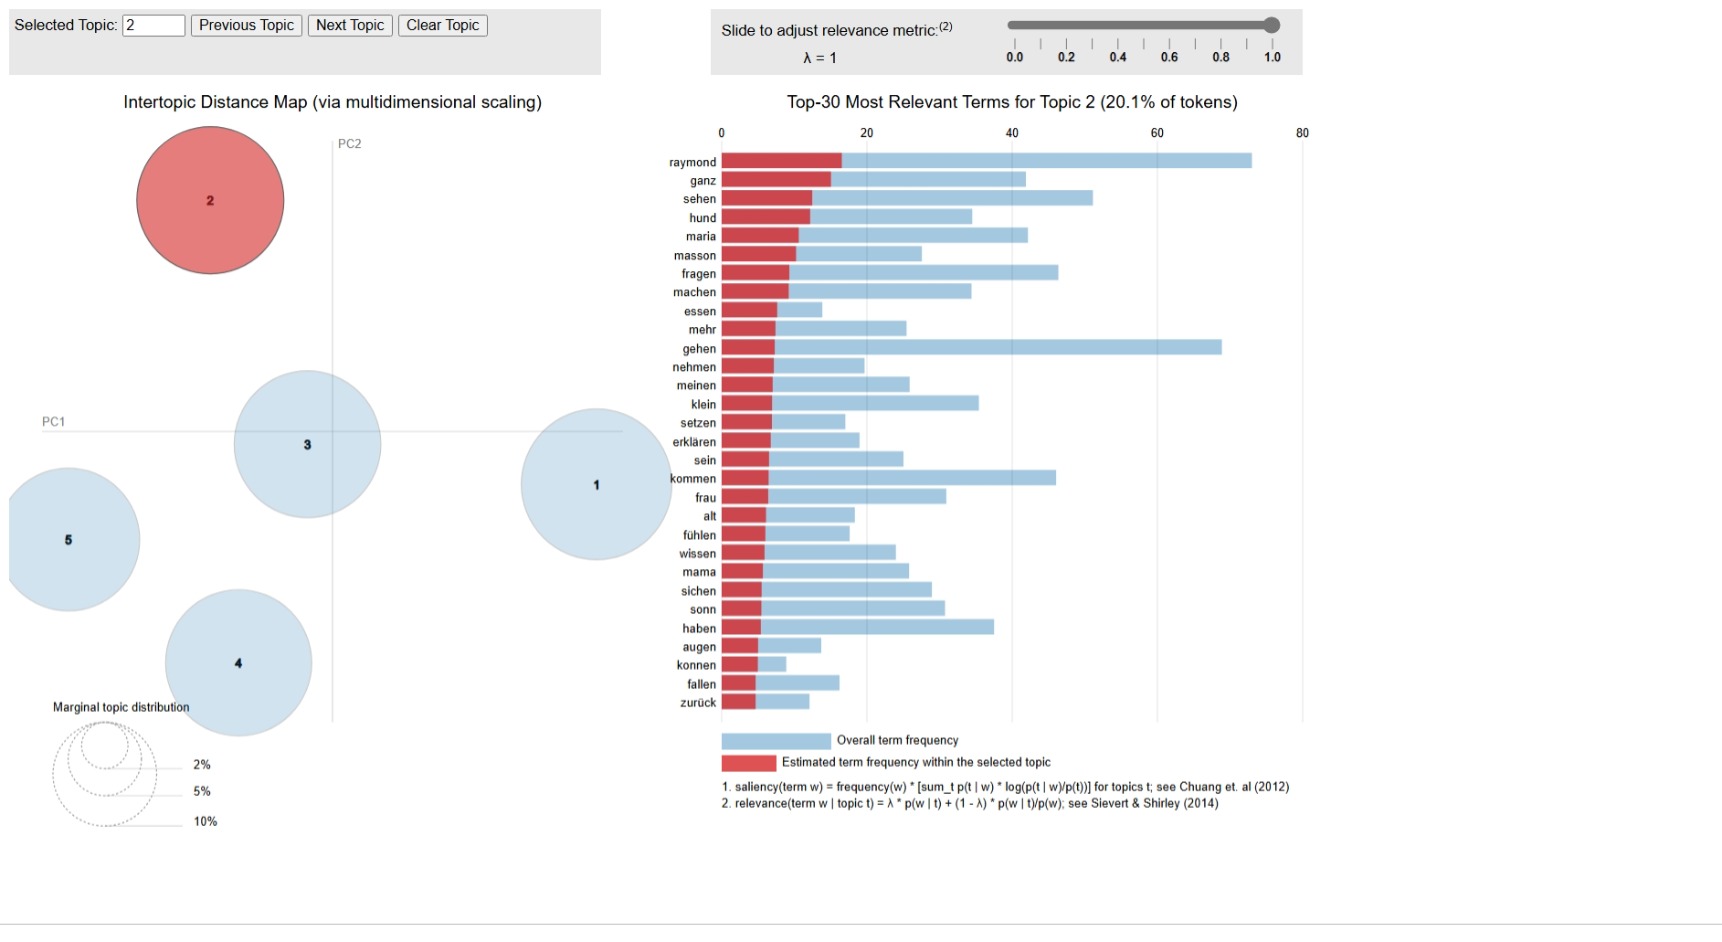 Selected Topic: 2 Previous Topic Next Topic Clear Topic
Slide to adjust relevance metric:(2)
λ = 1
0.0 0.2 0.4 0.6 0.8 1.0
Intertopic Distance Map (via multidimensional scaling)
PC2
PC1
2
3
1
5
4
Marginal topic distribution
2%
5%
10%
Top-30 Most Relevant Terms for Topic 2 (20.1% of tokens)
0 20 40 60 80
raymond
ganz
sehen
hund
maria
masson
fragen
machen
essen
mehr
gehen
nehmen
meinen
klein
setzen
erklären
sein
kommen
frau
alt
fühlen
wissen
mama
sichen
sonn
haben
augen
konnen
fallen
zurück
Overall term frequency
Estimated term frequency within the selected topic
1. saliency(term w) = frequency(w) * [sum_t p(t | w) * log(p(t | w)/p(t))] for topics t; see Chuang et. al (2012)
2. relevance(term w | topic t) = λ * p(w | t) + (1 - λ) * p(w | t)/p(w); see Sievert & Shirley (2014)